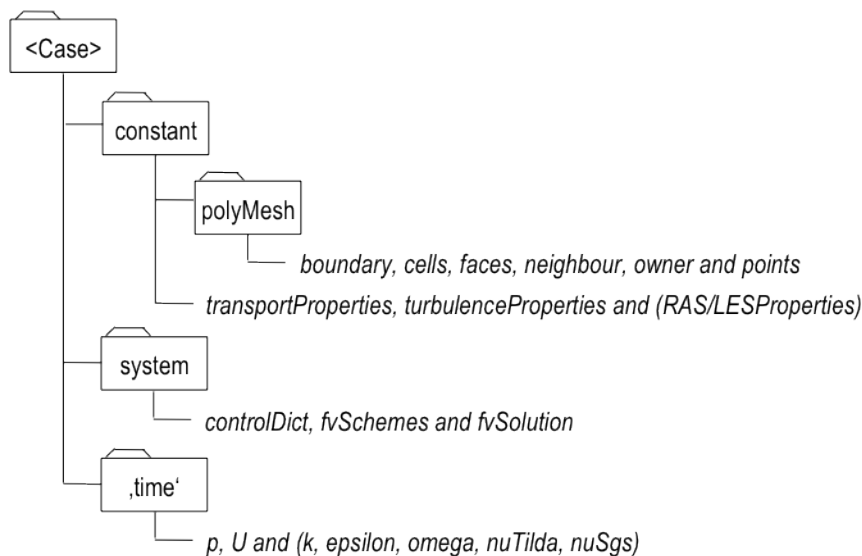 <Case>
constant
polyMesh
boundary, cells, faces, neighbour, owner and points
transportProperties, turbulenceProperties and (RAS/LESProperties)
system
controlDict, fvSchemes and fvSolution
‚time‘
p, U and (k, epsilon, omega, nuTilda, nuSgs)